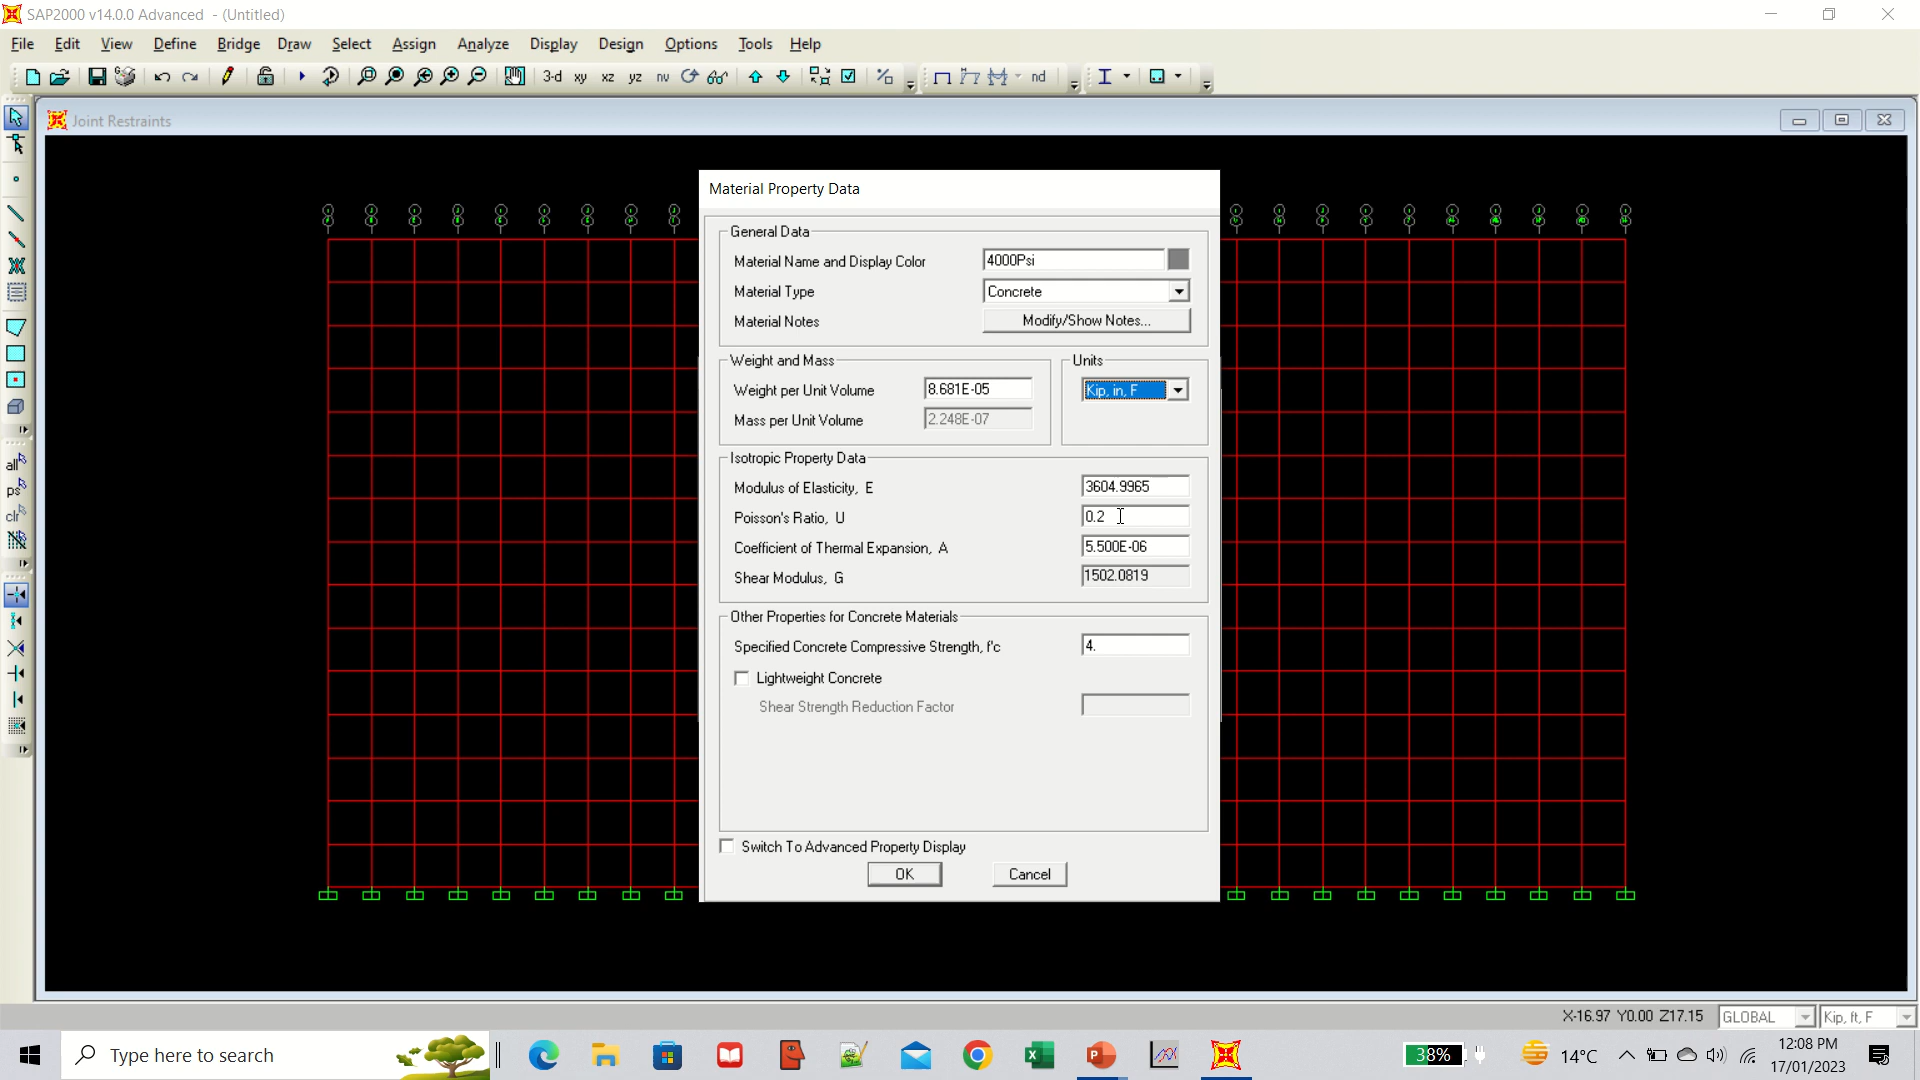 SAP2000 v14.0.0 Advanced - (Untitled)
File Edit View Define Bridge Draw Select Assign Analyze Display Design Options Tools Help
3-d xy xz yz nv nd
Joint Restraints
Material Property Data
General Data
Material Name and Display Color 4000Psi
Material Type Concrete
Material Notes Modify/Show Notes...
Weight and Mass Units
Weight per Unit Volume 8.681E-05 Kip, in, F
Mass per Unit Volume 2.248E-07
Isotropic Property Data
Modulus of Elasticity, E 3604.9965
Poisson's Ratio, U 0.2
Coefficient of Thermal Expansion, A 5.500E-06
Shear Modulus, G 1502.0819
Other Properties for Concrete Materials
Specified Concrete Compressive Strength, f'c 4.
Lightweight Concrete
Shear Strength Reduction Factor
Switch To Advanced Property Display
OK Cancel
all
ps
clr
X-16.97 Y0.00 Z17.15 GLOBAL Kip, ft, F
Type here to search
38% 14°C 12:08 PM
17/01/2023